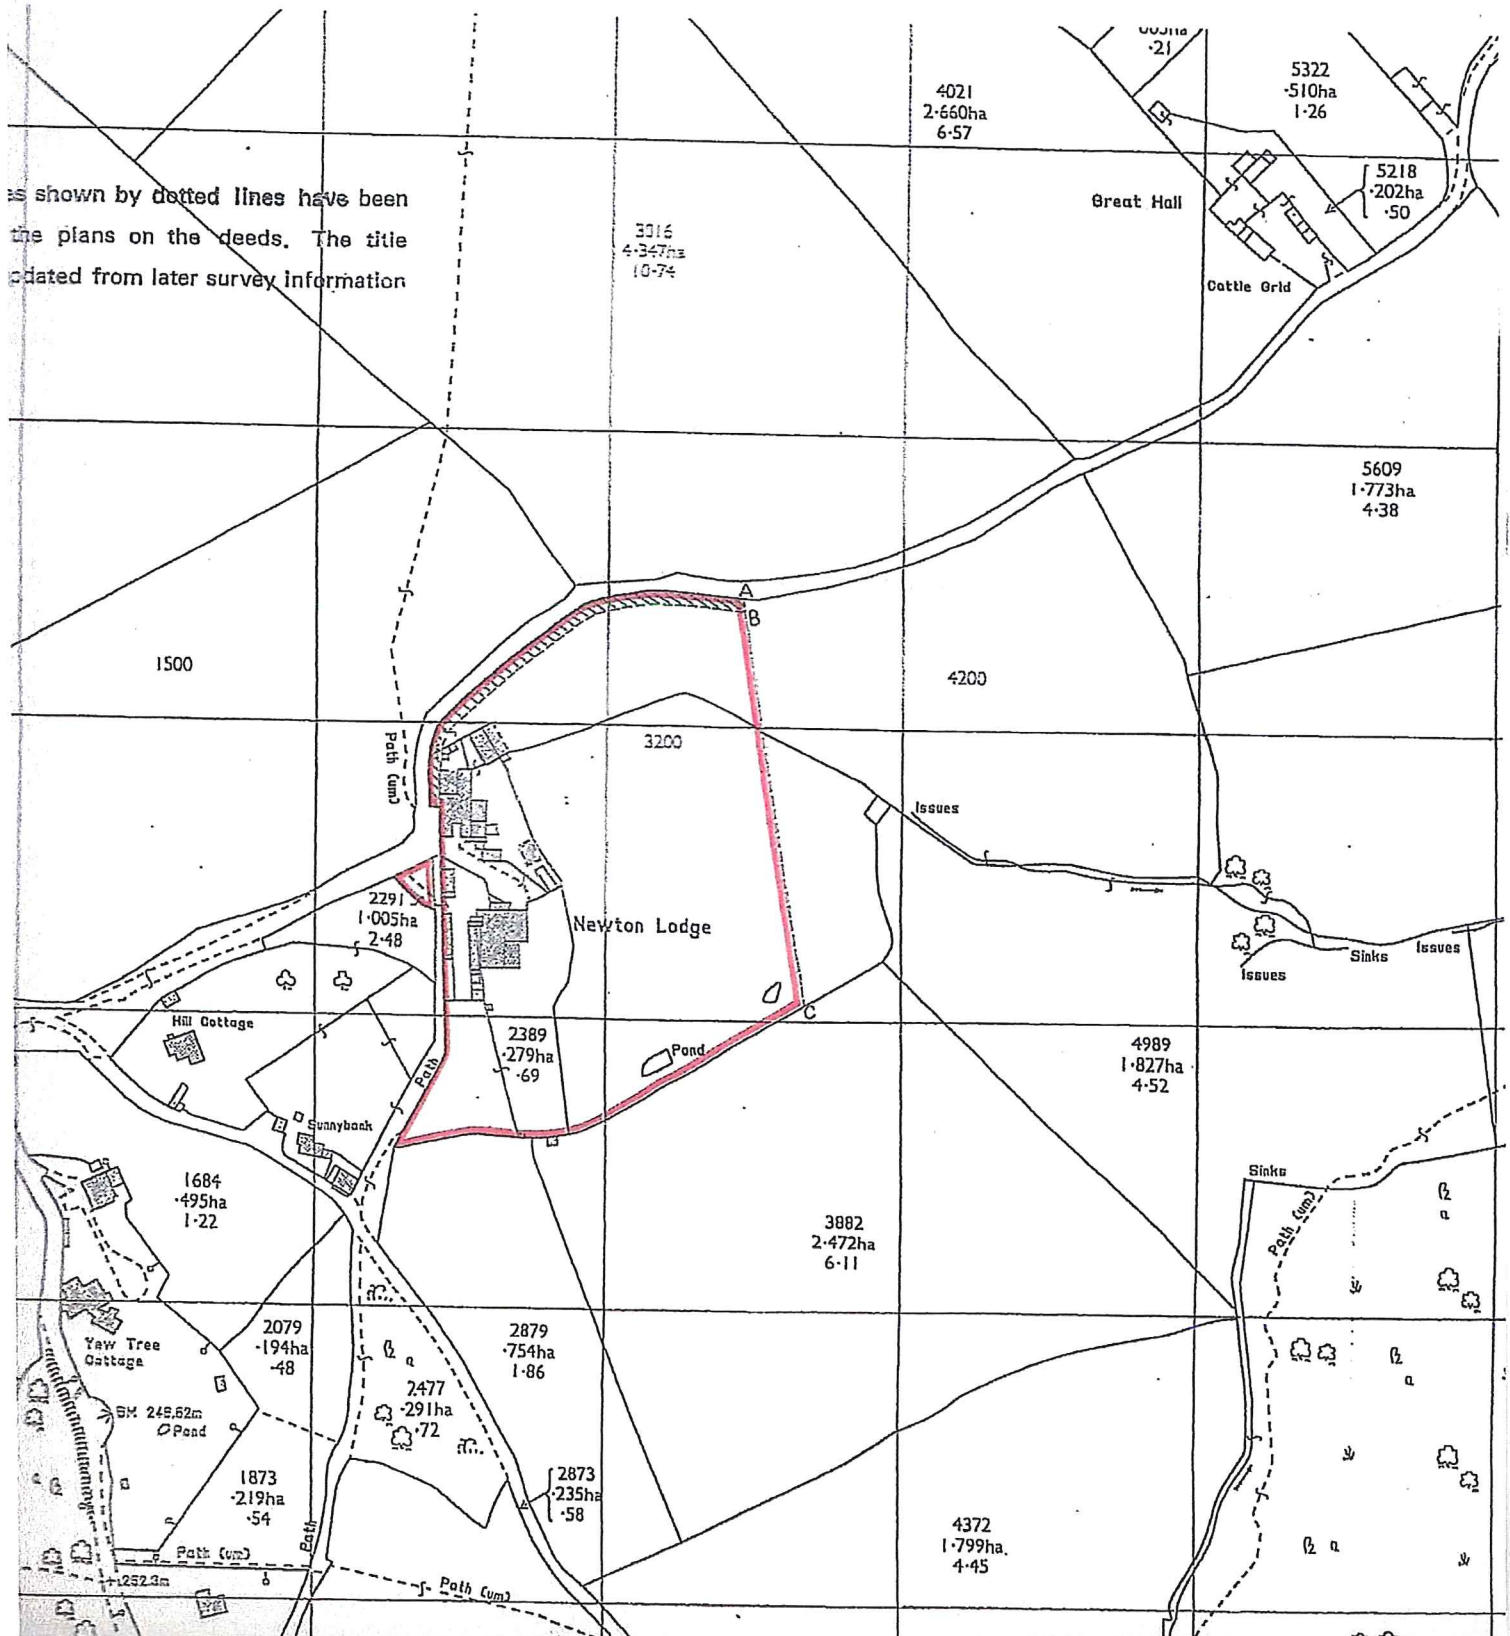 ·21
5322
·510ha
1·26
4021
2·660ha
6·57
5218
·202ha
·50
shown by dotted lines have been
the plans on the deeds. The title
from later survey information
Great Hall
3316
4·347ha
10·74
Cattle Grid
5609
1·773ha
4·38
A
B
1500
4200
Path (um)
3200
Issues
2291
1·005ha
2·48
Newton Lodge
Sinks
Issues
Issues
C
Hill Cottage
2389
·279ha
·69
Pond
Path
4989
1·827ha
4·52
Sunnybank
Sinks
1684
·495ha
1·22
3882
2·472ha
6·11
Path (um)
Yew Tree
Cottage
2079
·194ha
·48
2879
·754ha
1·86
2477
·291ha
·72
BM 248.62m
Pond
1873
·219ha
·54
2873
·235ha
·58
4372
1·799ha
4·45
Path
Path (um)
Path (um)
252.3m